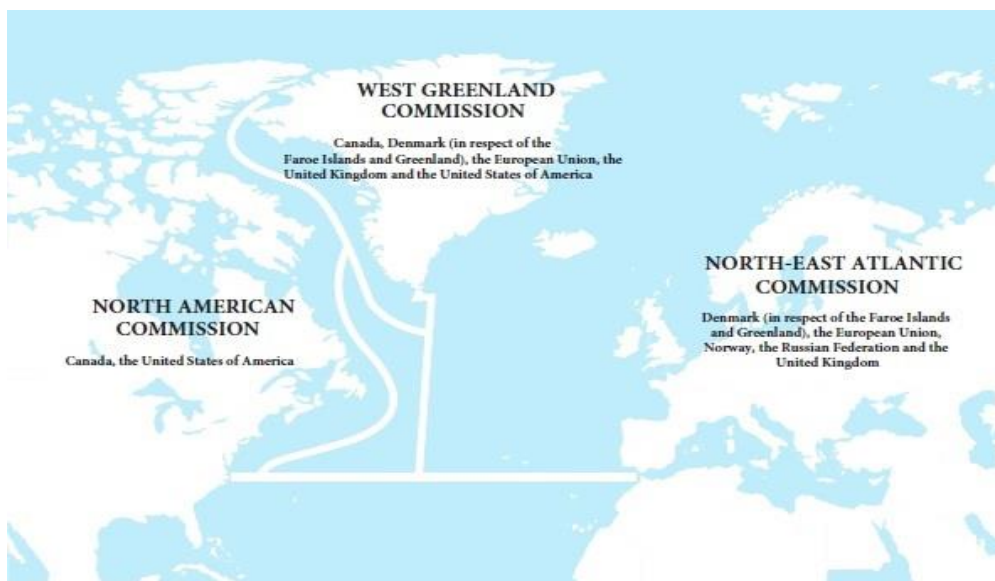 WEST GREENLAND
COMMISSION
Canada, Denmark (in respect of the
Faroe Islands and Greenland), the European Union, the
United Kingdom and the United States of America
NORTH AMERICAN
COMMISSION
Canada, the United States of America
NORTH-EAST ATLANTIC
COMMISSION
Denmark (in respect of the Faroe Islands
and Greenland), the European Union,
Norway, the Russian Federation and the
United Kingdom